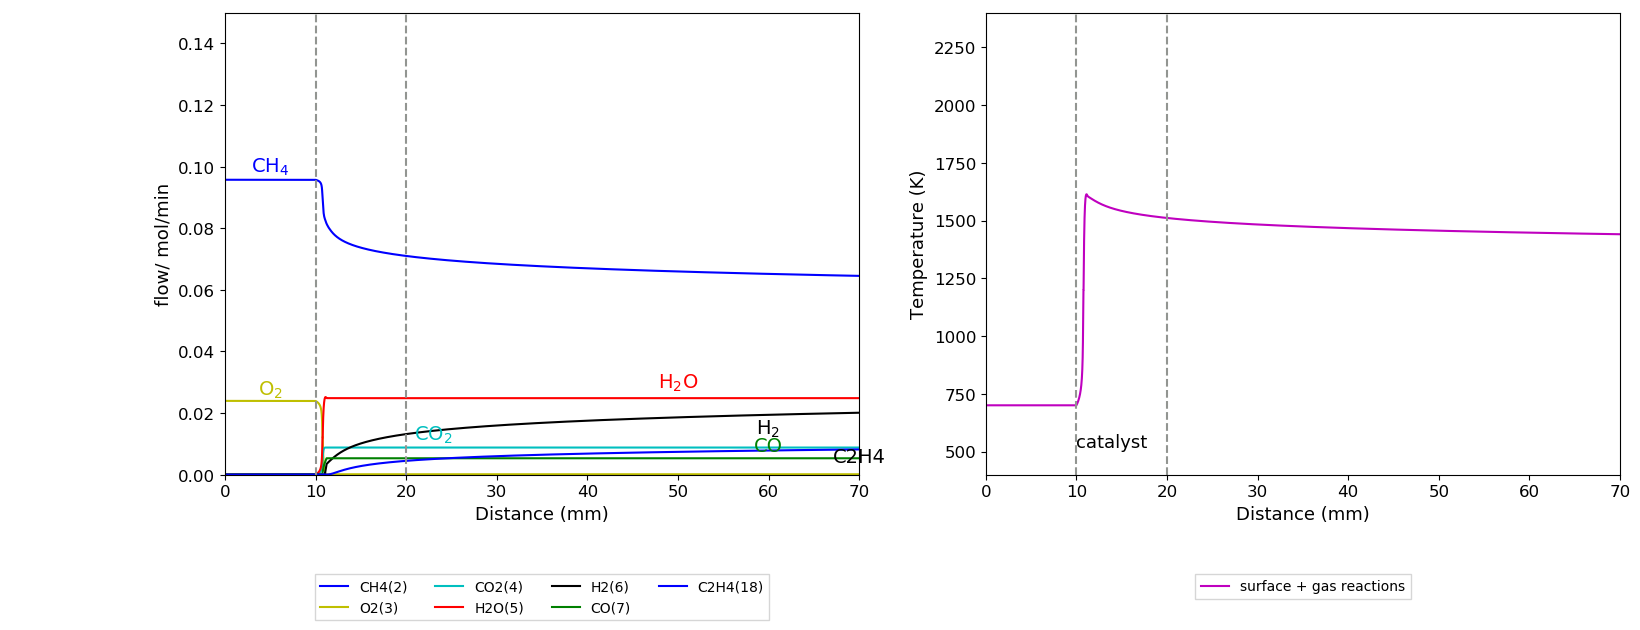 0.14
0.12
0.10
0.08
0.06
0.04
0.02
0.00
flow/ mol/min
CH₄
O₂
H₂O
CO₂
H₂
CO
C2H4
0 10 20 30 40 50 60 70
Distance (mm)
CH4(2) CO2(4) H2(6) C2H4(18)
O2(3) H2O(5) CO(7)
2250
2000
1750
1500
1250
1000
750
500
Temperature (K)
catalyst
0 10 20 30 40 50 60 70
Distance (mm)
surface + gas reactions